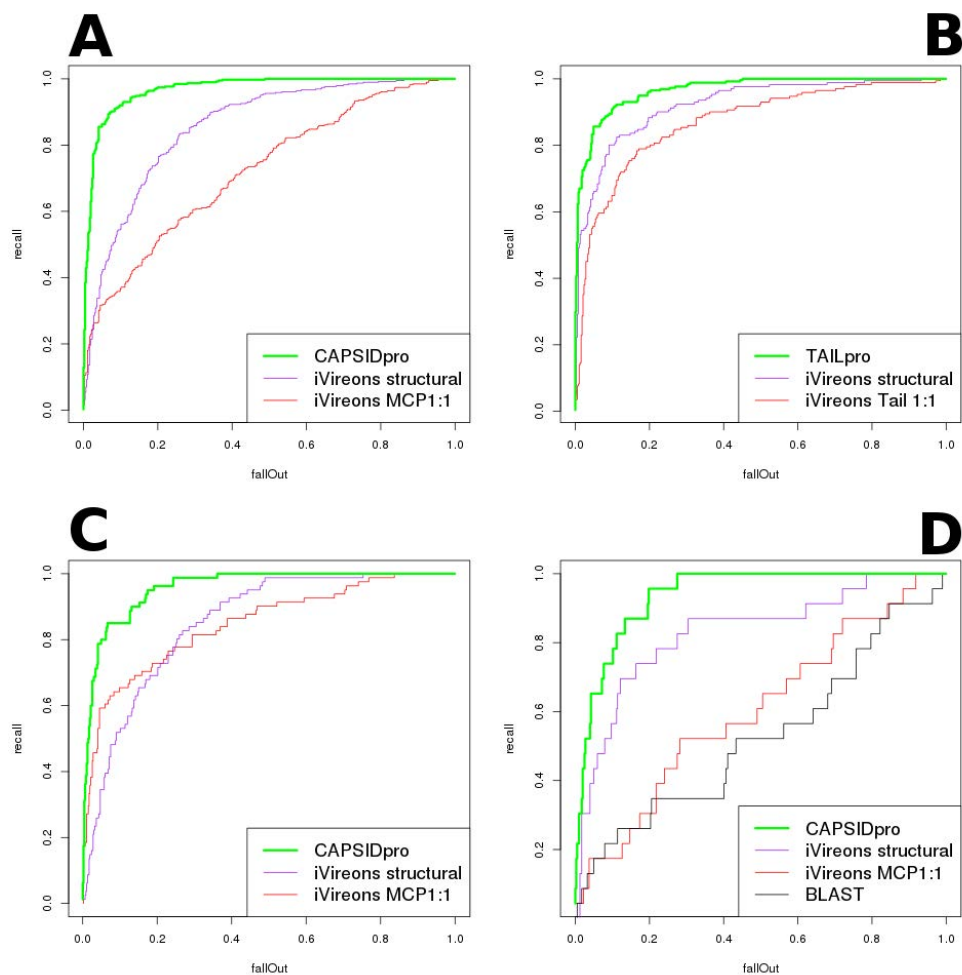 A
1.0
0.8
0.6
0.4
0.2
0.0
recall
CAPSIDpro
iVireons structural
iVireons MCP1:1
0.0 0.2 0.4 0.6 0.8 1.0
fallOut
B
1.0
0.8
0.6
0.4
0.2
0.0
recall
TAILpro
iVireons structural
iVireons Tail 1:1
0.0 0.2 0.4 0.6 0.8 1.0
fallOut
C
1.0
0.8
0.6
0.4
0.2
0.0
recall
CAPSIDpro
iVireons structural
iVireons MCP1:1
0.0 0.2 0.4 0.6 0.8 1.0
fallOut
D
1.0
0.8
0.6
0.4
0.2
recall
CAPSIDpro
iVireons structural
iVireons MCP1:1
BLAST
0.0 0.2 0.4 0.6 0.8 1.0
fallOut